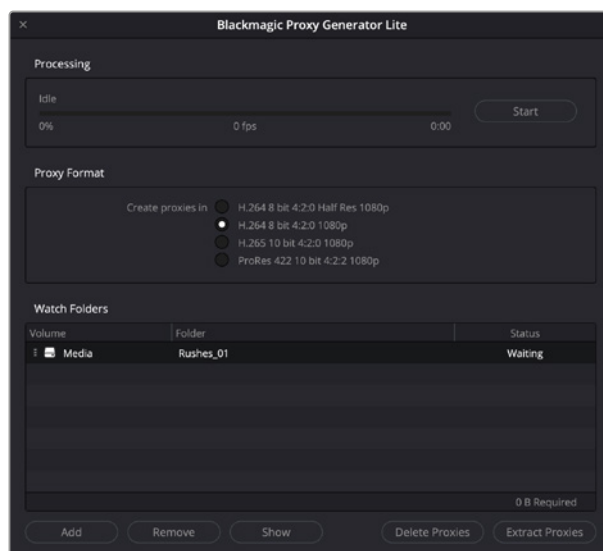 Blackmagic Proxy Generator Lite
Processing
Idle
0% 0 fps 0:00
Start
Proxy Format
Create proxies in H.264 8 bit 4:2:0 Half Res 1080p
H.264 8 bit 4:2:0 1080p
H.265 10 bit 4:2:0 1080p
ProRes 422 10 bit 4:2:2 1080p
Watch Folders
Volume Folder Status
Media Rushes_01 Waiting
0 B Required
Add Remove Show Delete Proxies Extract Proxies